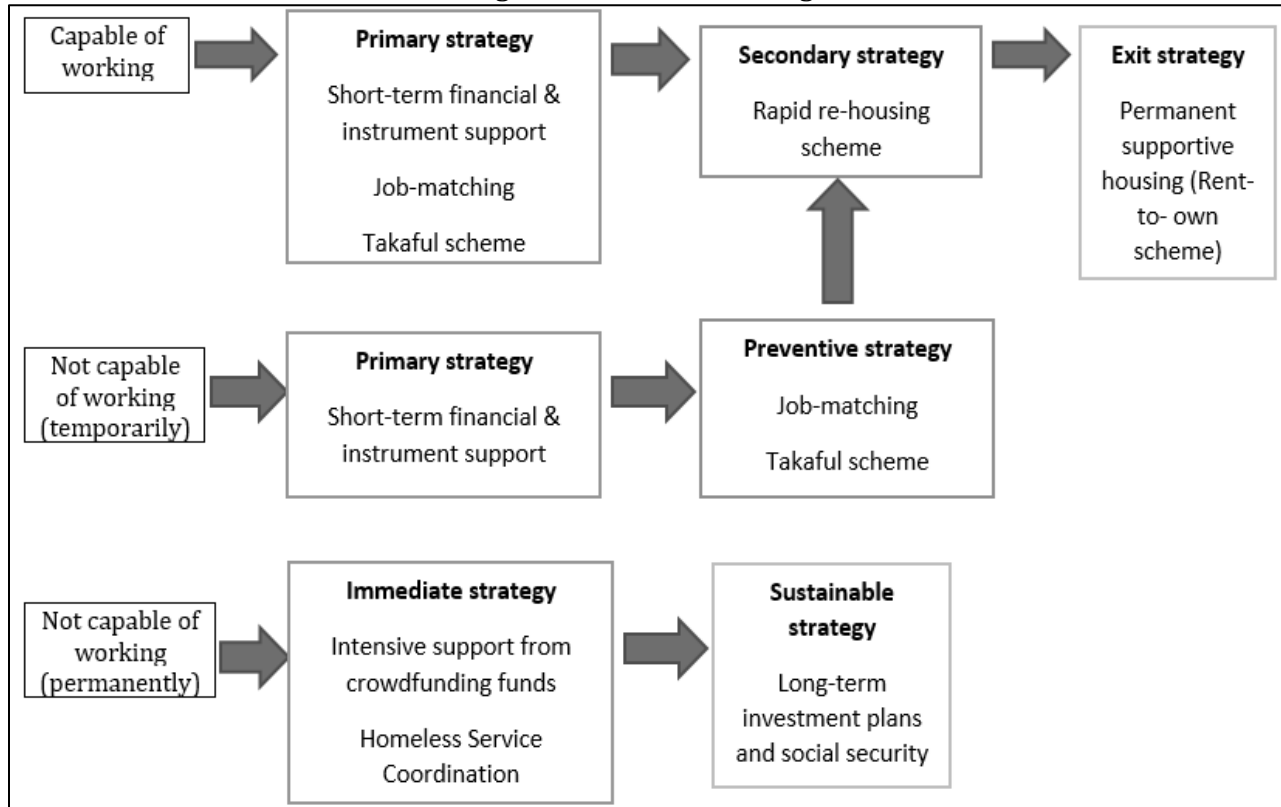 Capable of
working
Primary strategy
Short-term financial &
instrument support
Job-matching
Takaful scheme
Secondary strategy
Rapid re-housing
scheme
Exit strategy
Permanent
supportive
housing (Rent-
to- own
scheme)
Not capable
of working
(temporarily)
Primary strategy
Short-term financial &
instrument support
Preventive strategy
Job-matching
Takaful scheme
Not capable of
working
(permanently)
Immediate strategy
Intensive support from
crowdfunding funds
Homeless Service
Coordination
Sustainable
strategy
Long-term
investment plans
and social security